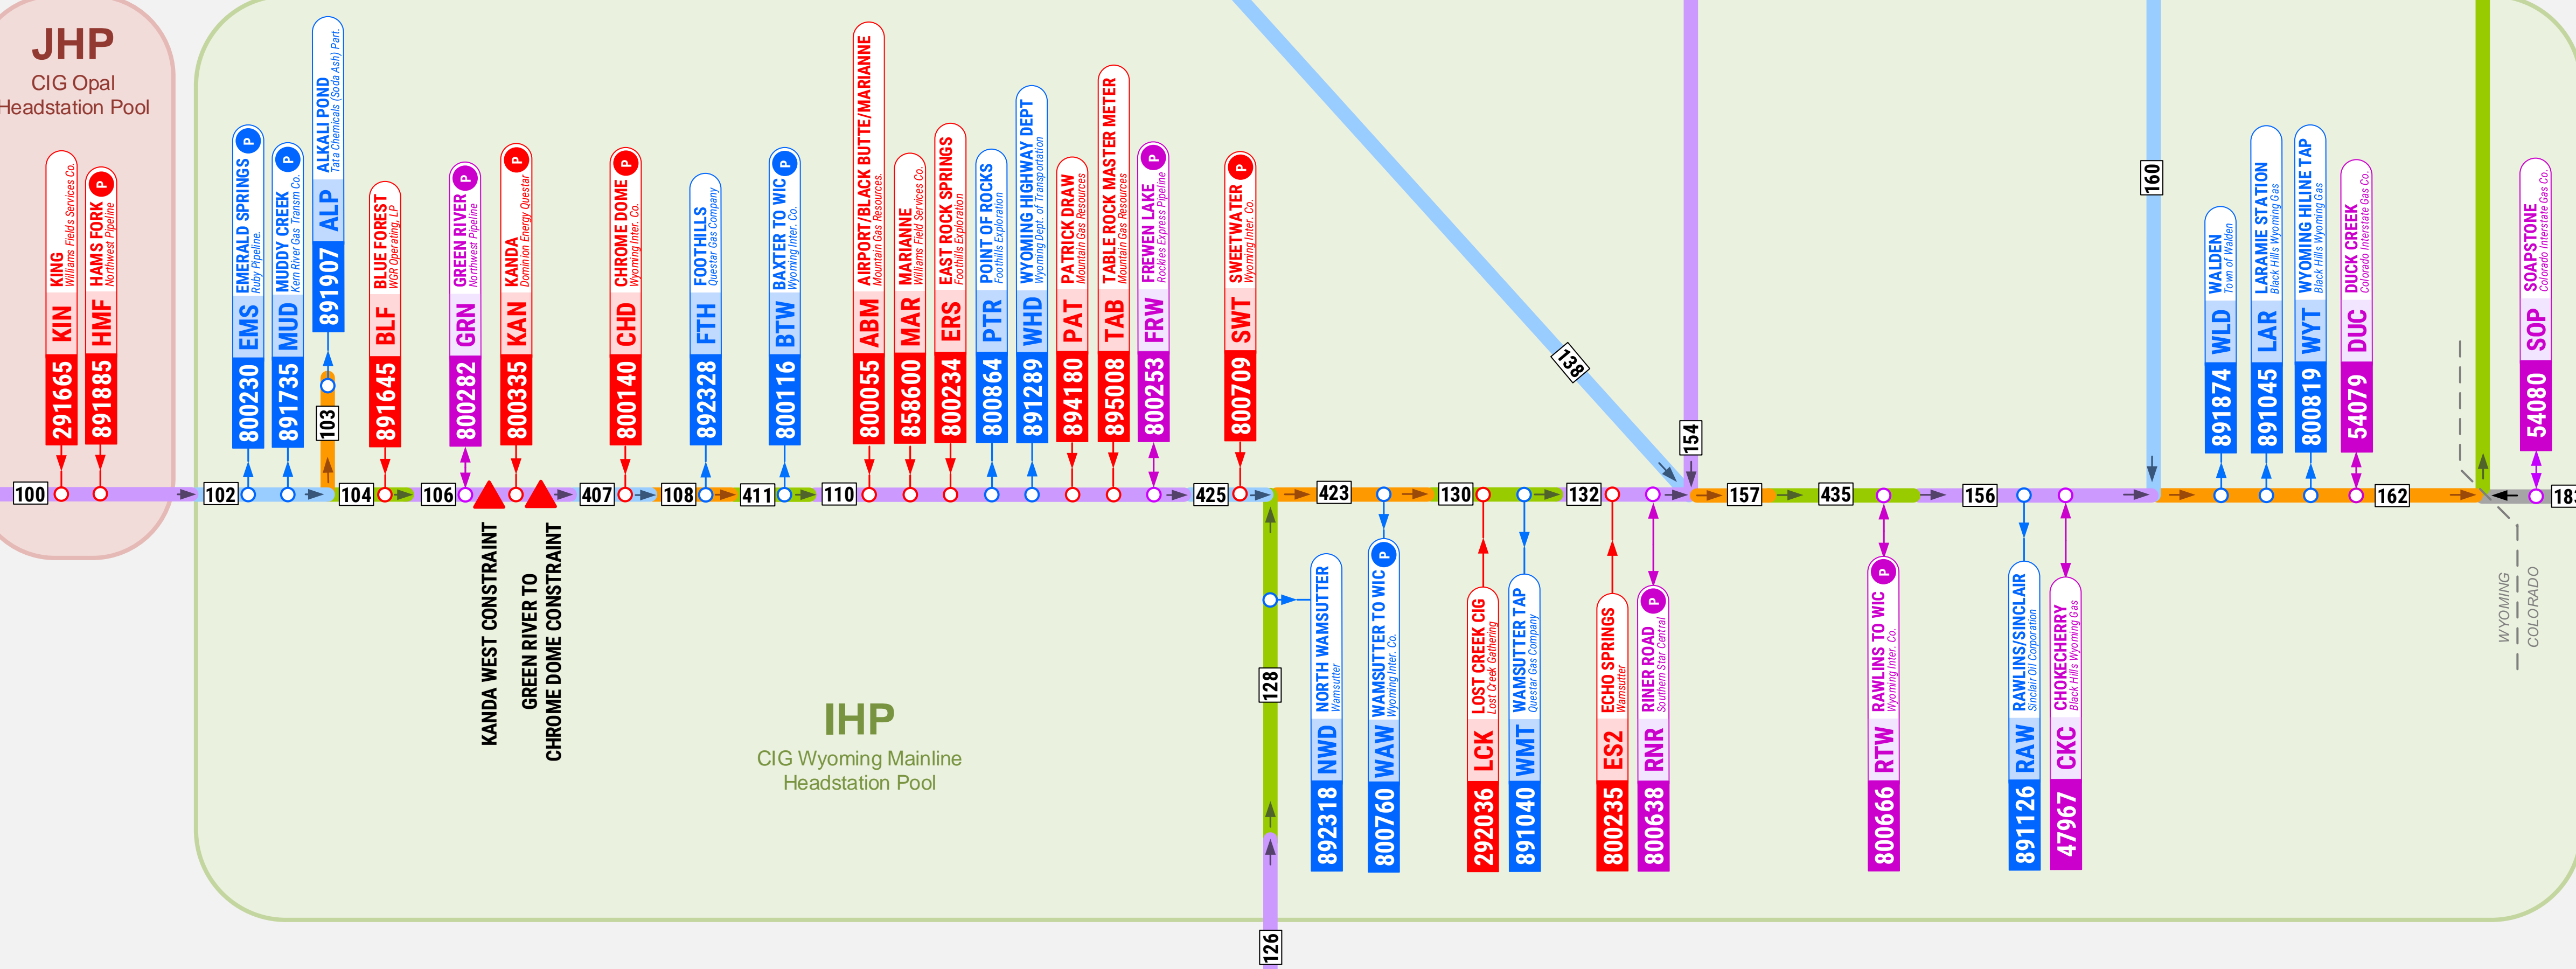 JHP
CIG Opal
Headstation Pool
291665 KIN KING
Williams Fields Services Co.
891885 HMF HAMS FORK P
Northwest Pipeline
800230 EMS EMERALD SPRINGS P
Ruby Pipeline.
891735 MUD MUDDY CREEK P
Kern River Gas Transm Co.
891907 ALP ALKALI POND
Tata Chemicals (Soda Ash) Part.
891645 BLF BLUE FOREST
WGR Operating, LP
800282 GRN GREEN RIVER P
Northwest Pipeline
800335 KAN KANDA P
Dominion Energy Questar
800140 CHD CHROME DOME P
Wyoming Inter. Co.
892328 FTH FOOTHILLS
Questar Gas Company
800116 BTW BAXTER TO WIC P
Wyoming Inter. Co.
800055 ABM AIRPORT/BLACK BUTTE/MARIANNE
Mountain Gas Resources.
858600 MAR MARIANNE
Williams Field Services Co.
800234 ERS EAST ROCK SPRINGS
Foothills Exploration
800864 PTR POINT OF ROCKS
Foothills Exploration
891289 WHD WYOMING HIGHWAY DEPT
Wyoming Dept. of Transportation
894180 PAT PATRICK DRAW
Mountain Gas Resources
895008 TAB TABLE ROCK MASTER METER
Mountain Gas Resources
800253 FRW FREWEN LAKE P
Rockies Express Pipeline
800709 SWT SWEETWATER P
Wyoming Inter. Co.
138
154
160
891874 WLD WALDEN
Town of Walden
891045 LAR LARAMIE STATION
Black Hills Wyoming Gas
800819 WYT WYOMING HILINE TAP
Black Hills Wyoming Gas
54079 DUC DUCK CREEK
Colorado Interstate Gas Co.
54080 SOP SOAPSTONE
Colorado Interstate Gas Co.
103
100
102
104
106
407
108
411
110
425
423
130
132
157
435
156
162
183
KANDA WEST CONSTRAINT
GREEN RIVER TO
CHROME DOME CONSTRAINT
IHP
CIG Wyoming Mainline
Headstation Pool
128
126
892318 NWD NORTH WAMSUTTER
Wamsutter
800760 WAW WAMSUTTER TO WIC P
Wyoming Inter. Co.
292036 LCK LOST CREEK CIG
Lost Creek Gathering
891040 WMT WAMSUTTER TAP
Questar Gas Company
800235 ES2 ECHO SPRINGS
Wamsutter
800638 RNR RINER ROAD P
Southern Star Central
800666 RTW RAWLINS TO WIC P
Wyoming Inter. Co.
891126 RAW RAWLINS/SINCLAIR
Sinclair Oil Corporation
47967 CKC CHOKECHERRY
Black Hills Wyoming Gas
WYOMING
COLORADO